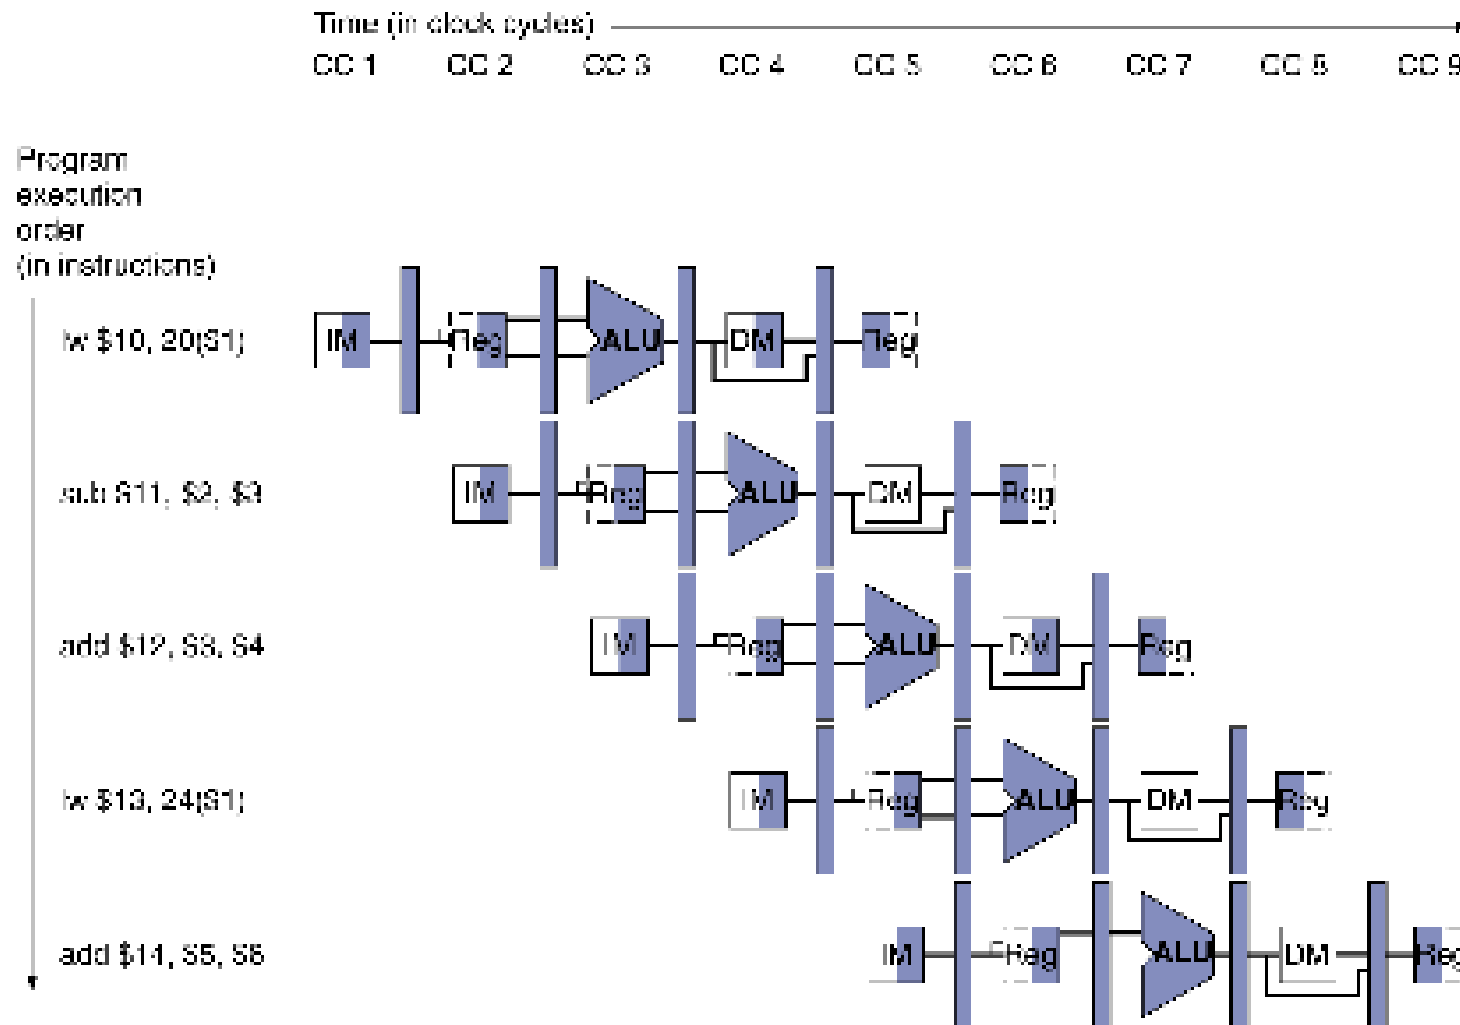 Time (in clock cycles)
CC 1 CC 2 CC 3 CC 4 CC 5 CC 6 CC 7 CC 8 CC 9
Program
execution
order
(in instructions)
lw $10, 20($1)
IM Reg ALU DM Reg
sub $11, $2, $3
IM Reg ALU DM Reg
add $12, $3, $4
IM Reg ALU DM Reg
lw $13, 24($1)
IM Reg ALU DM Reg
add $14, $5, $6
IM Reg ALU DM Reg